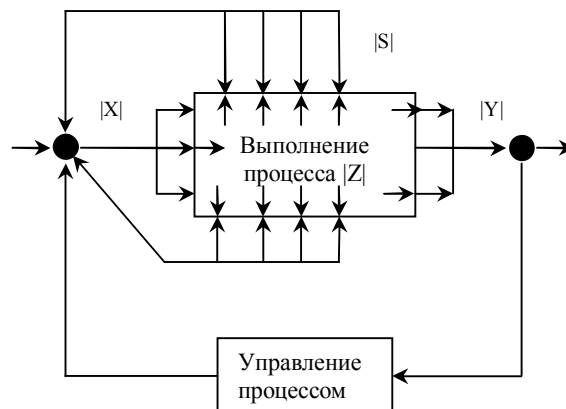 |S|
|X|
|Y|
Выполнение
процесса |Z|
Управление
процессом